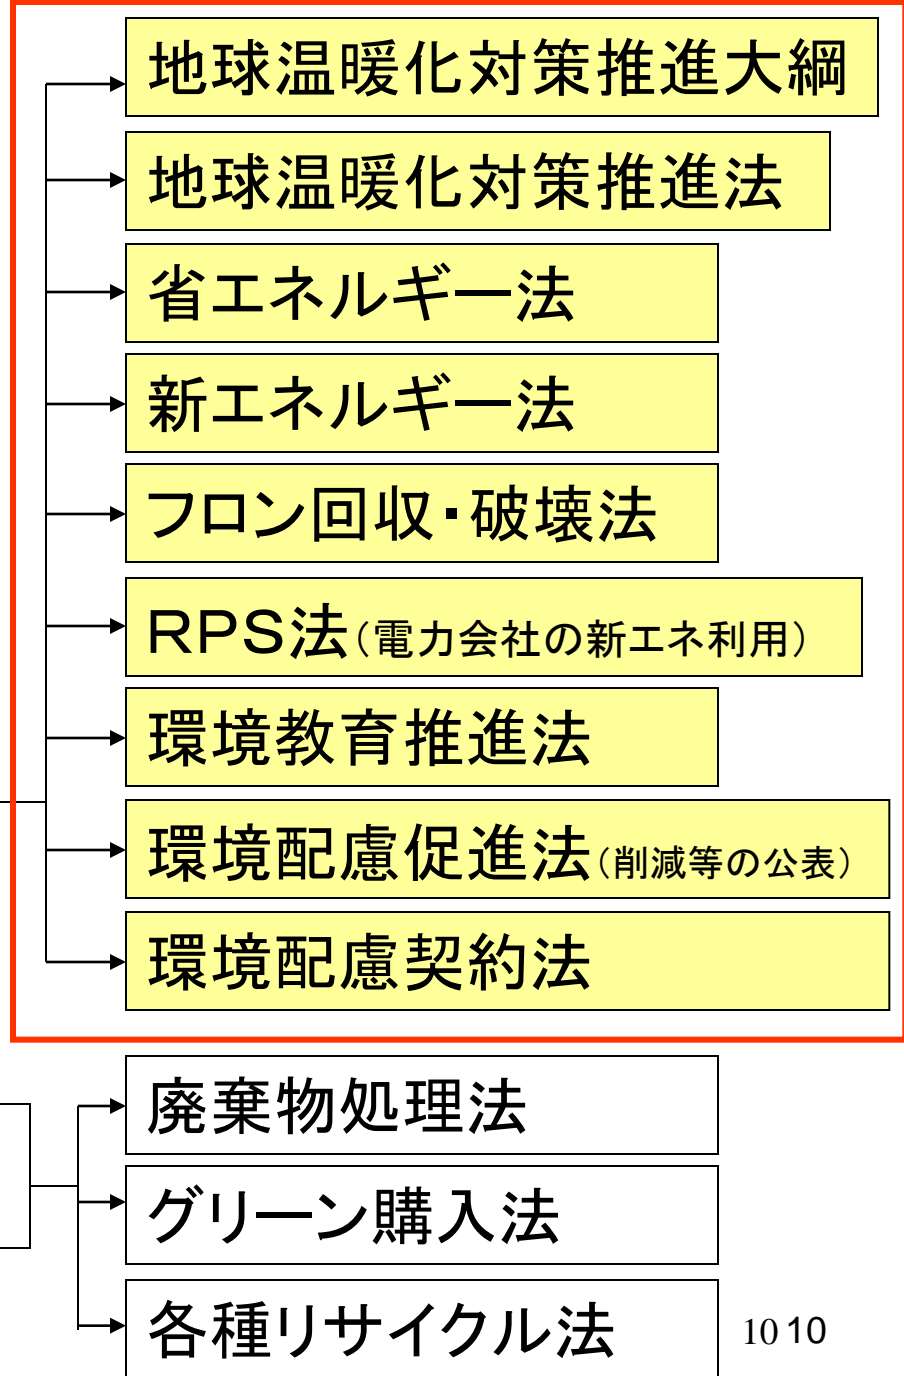 地球温暖化対策推進大綱
地球温暖化対策推進法
省エネルギー法
新エネルギー法
フロン回収・破壊法
RPS法(電力会社の新エネ利用)
環境教育推進法
環境配慮促進法(削減等の公表)
環境配慮契約法
廃棄物処理法
グリーン購入法
各種リサイクル法
10 10